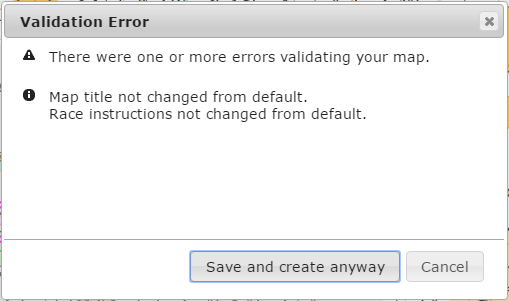 Validation Error
There were one or more errors validating your map.
Map title not changed from default.
Race instructions not changed from default.
Save and create anyway
Cancel